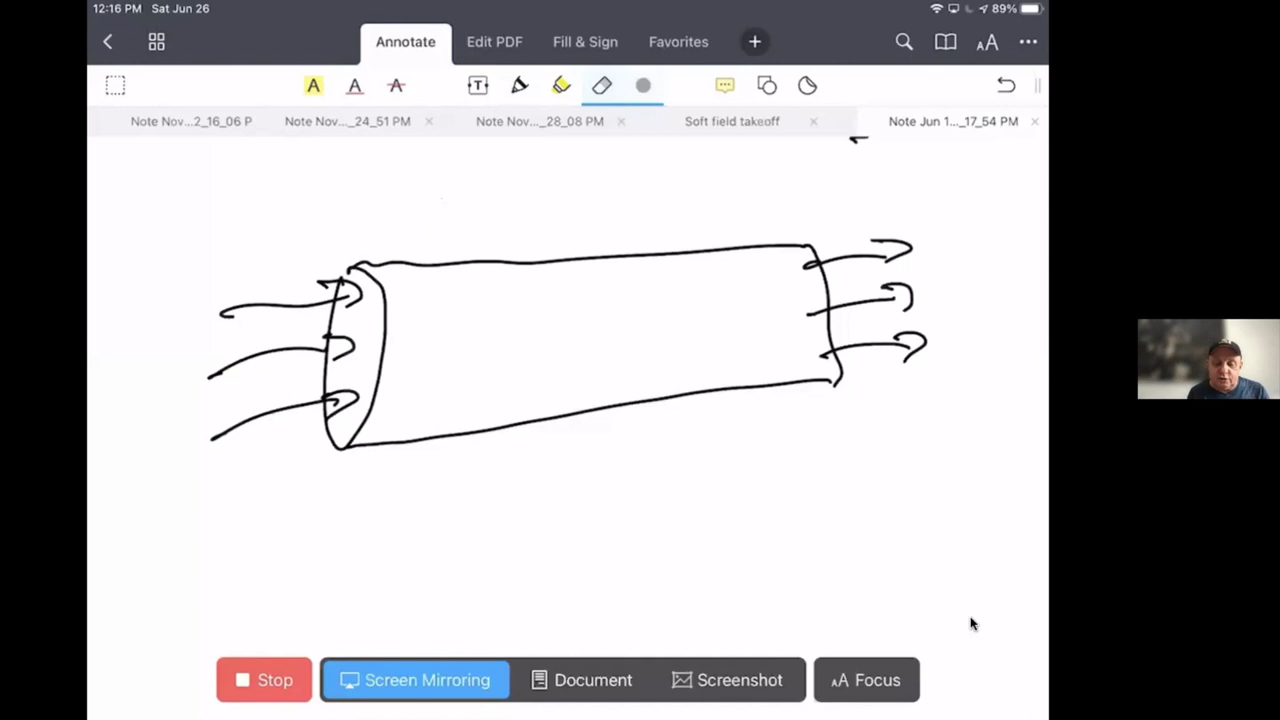 12:16 PM Sat Jun 26 89%
Annotate Edit PDF Fill & Sign Favorites + AA
A A A T
Note Nov...2_16_06 P Note Nov..._24_51 PM × Note Nov..._28_08 PM × Soft field takeoff × Note Jun 1..._17_54 PM ×
Stop Screen Mirroring Document Screenshot AA Focus